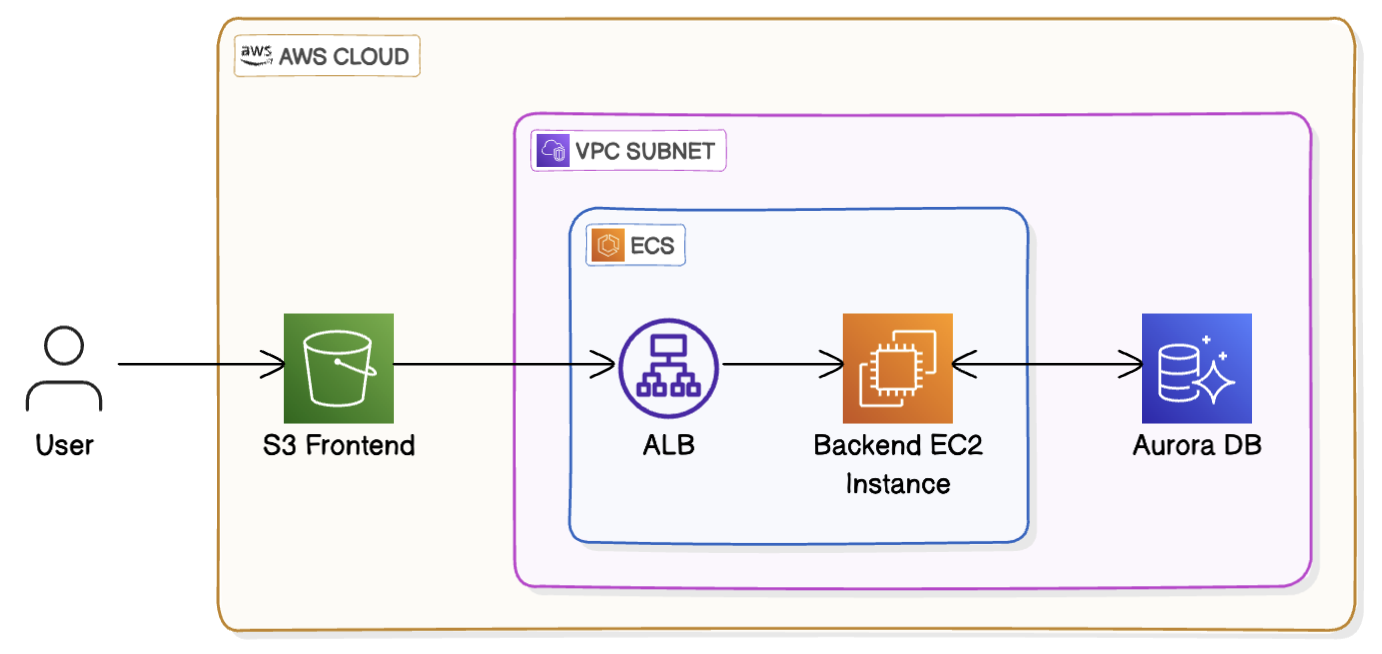 aws AWS CLOUD
VPC SUBNET
ECS
User
S3 Frontend
ALB
Backend EC2
Instance
Aurora DB